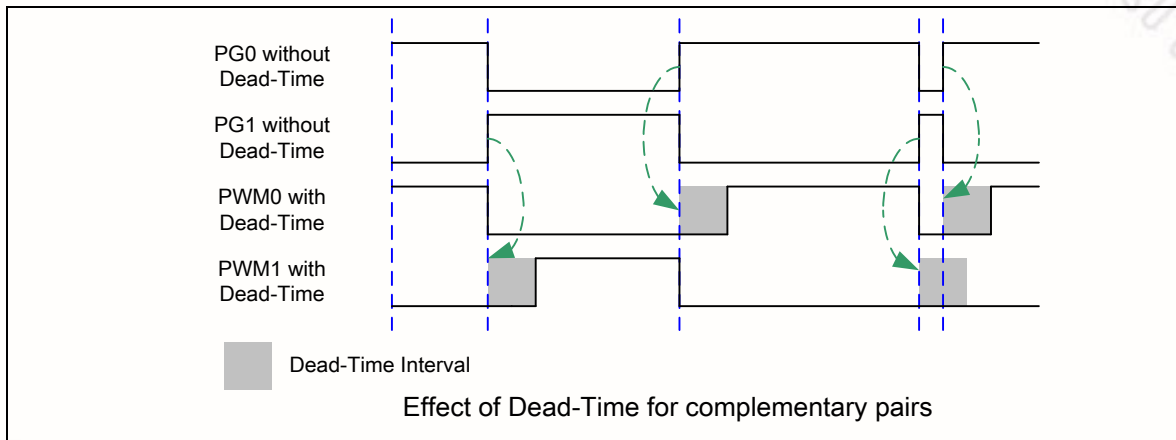 PG0 without
Dead-Time
PG1 without
Dead-Time
PWM0 with
Dead-Time
PWM1 with
Dead-Time
Dead-Time Interval
Effect of Dead-Time for complementary pairs